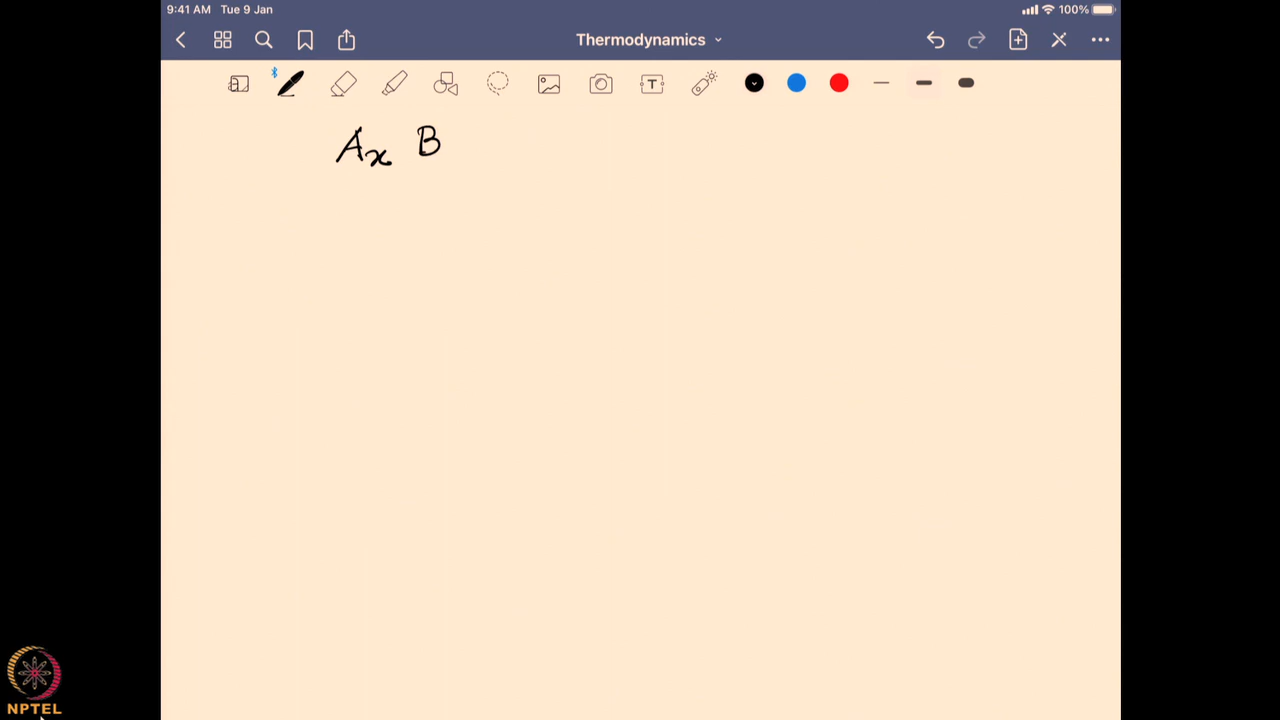 9:41 AM Tue 9 Jan
100%
Thermodynamics
T
Aₓ B
NPTEL